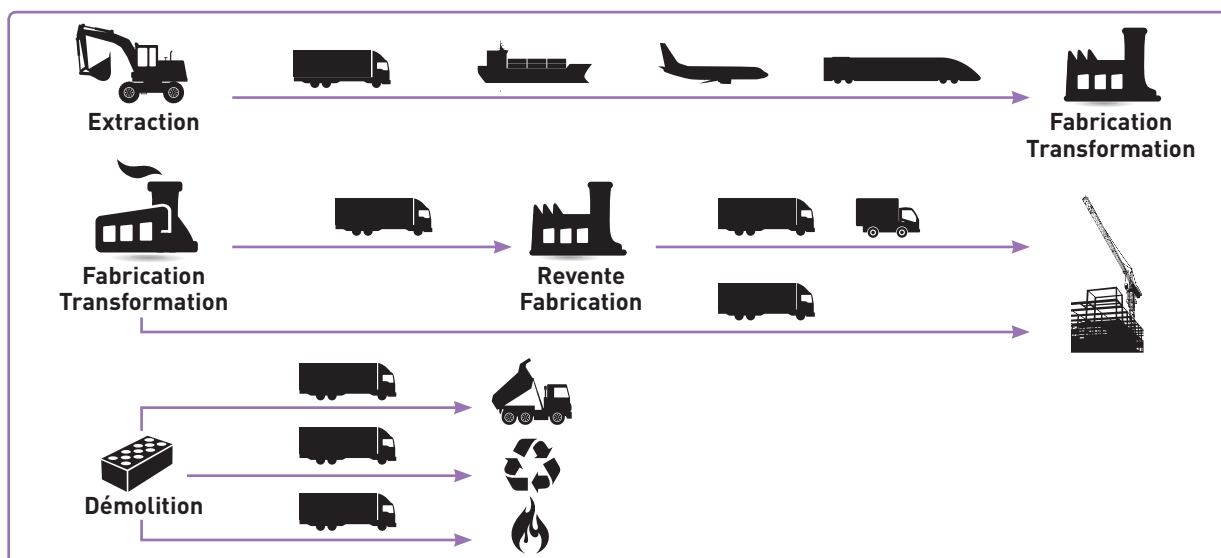 Extraction
Fabrication
Transformation
Fabrication
Transformation
Revente
Fabrication
Démolition